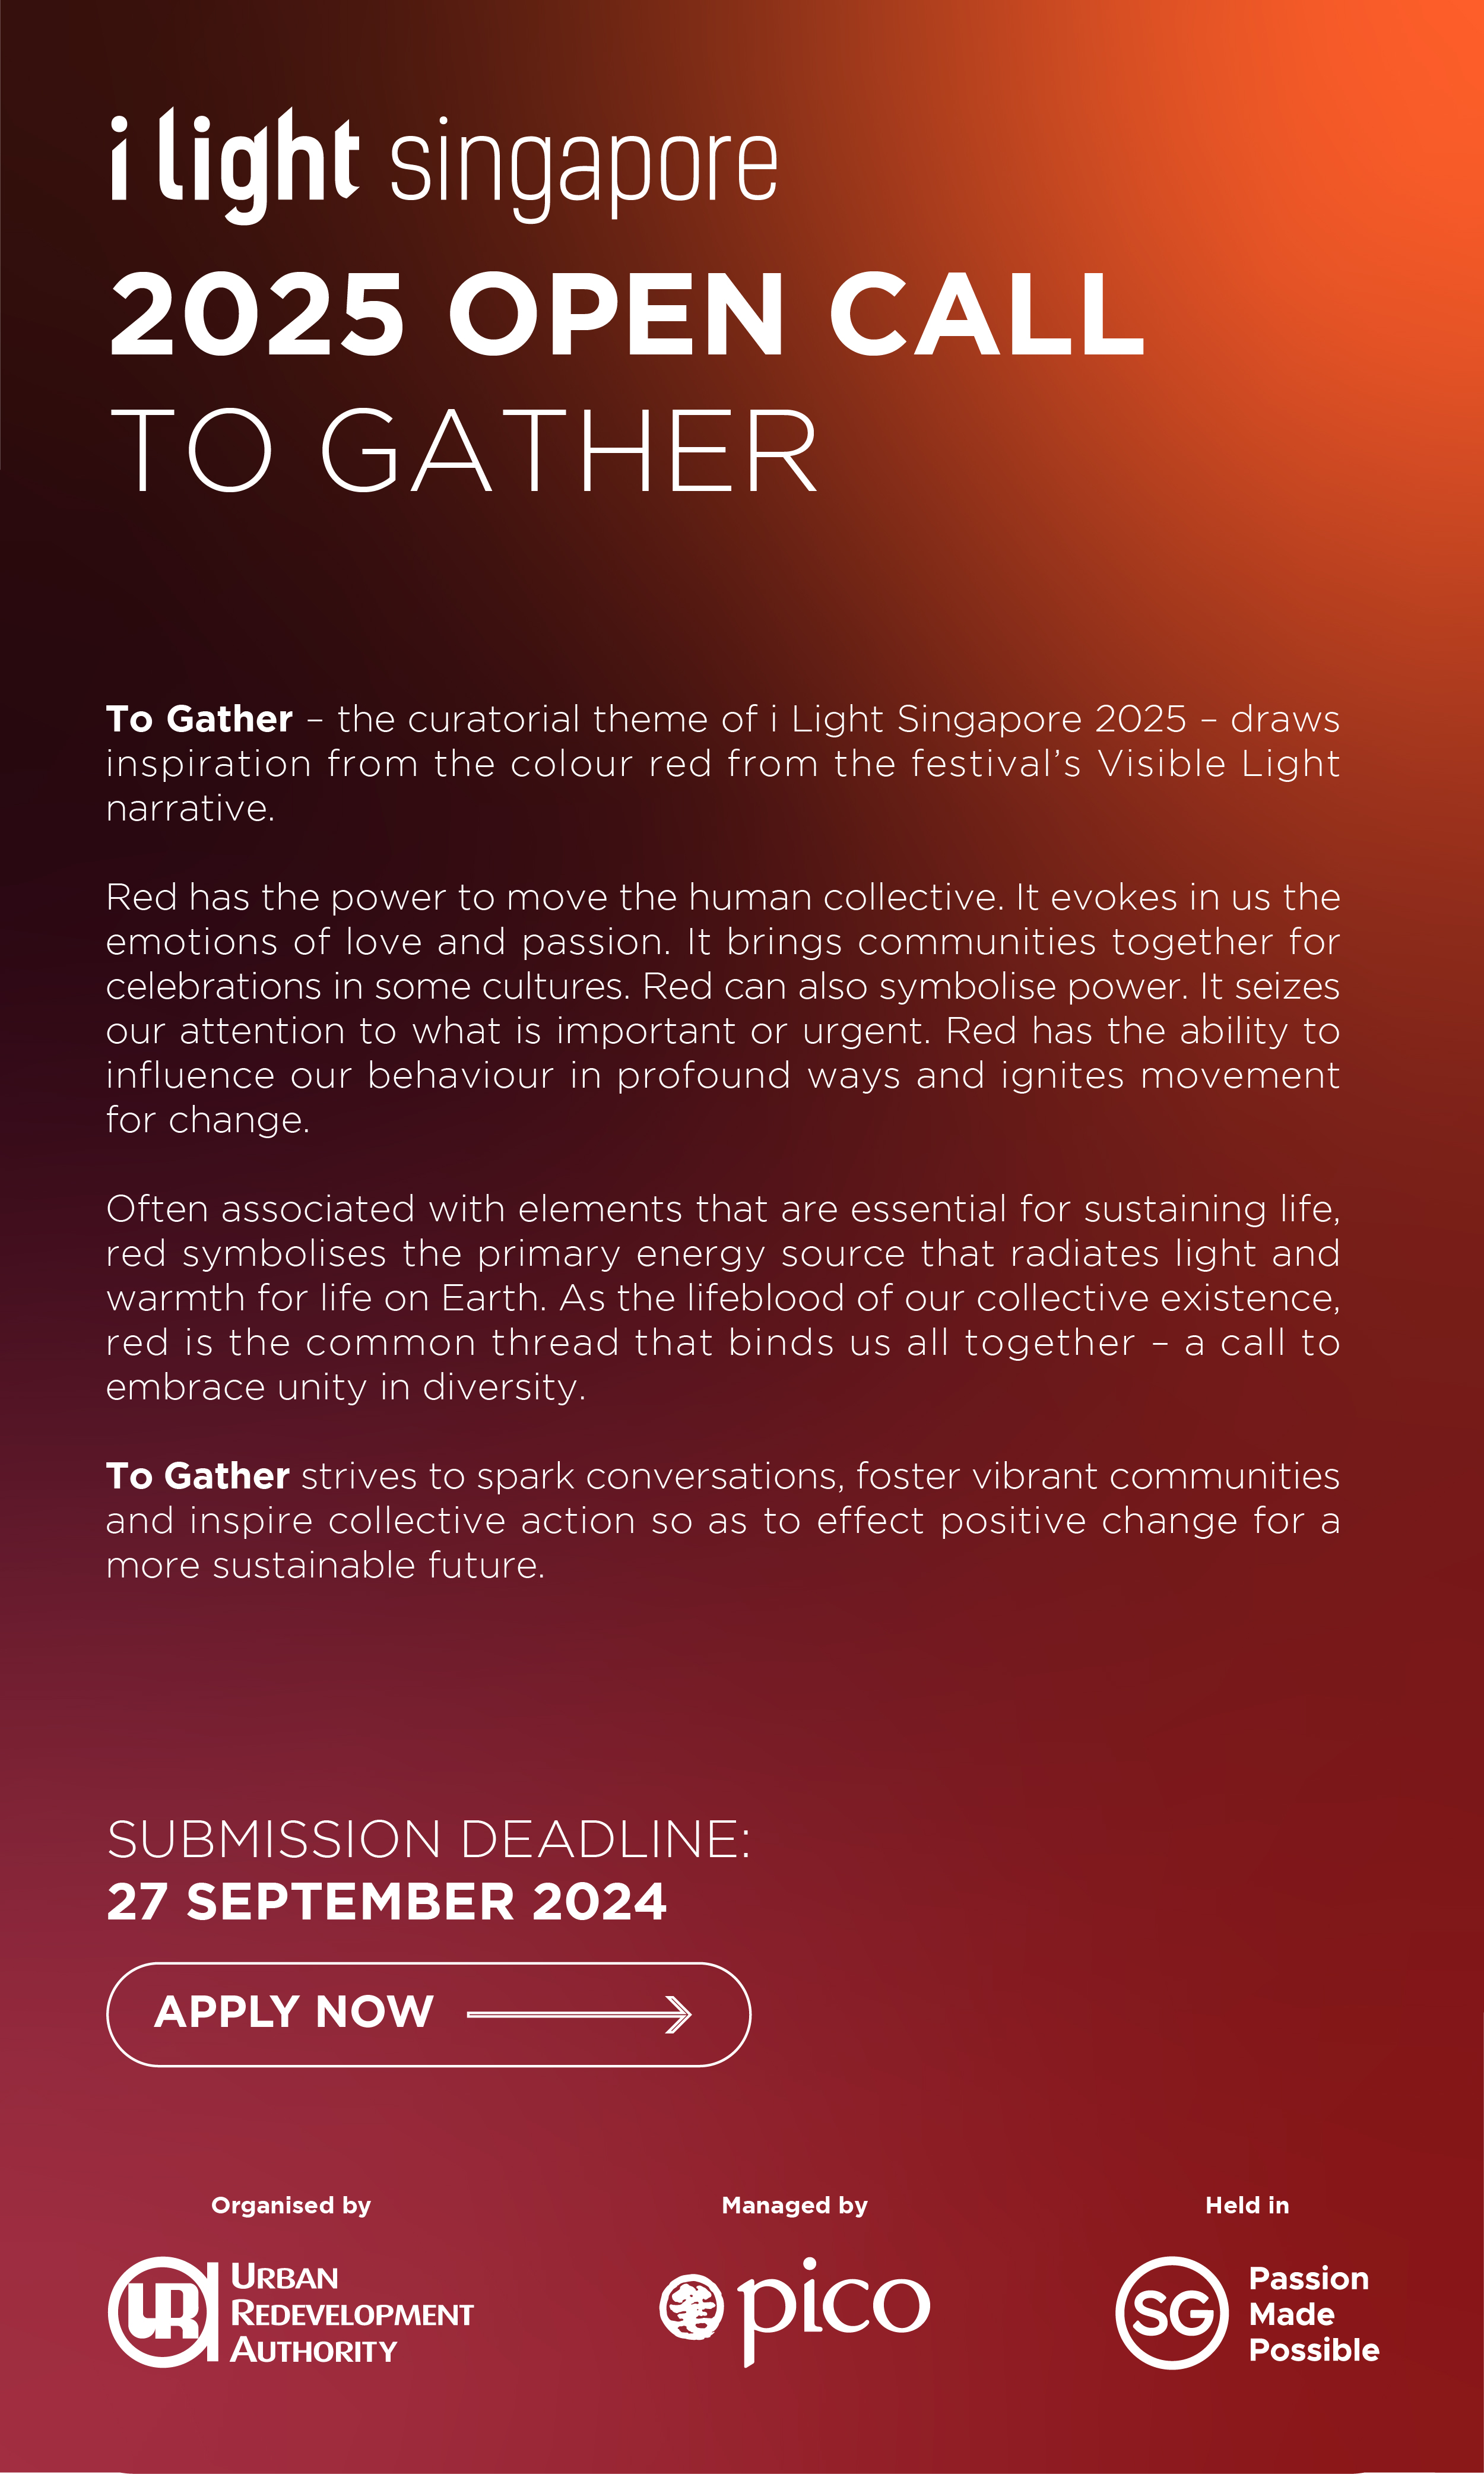 i light singapore
2025 OPEN CALL
TO GATHER
To Gather – the curatorial theme of i Light Singapore 2025 – draws
inspiration from the colour red from the festival’s Visible Light
narrative.
Red has the power to move the human collective. It evokes in us the
emotions of love and passion. It brings communities together for
celebrations in some cultures. Red can also symbolise power. It seizes
our attention to what is important or urgent. Red has the ability to
influence our behaviour in profound ways and ignites movement
for change.
Often associated with elements that are essential for sustaining life,
red symbolises the primary energy source that radiates light and
warmth for life on Earth. As the lifeblood of our collective existence,
red is the common thread that binds us all together – a call to
embrace unity in diversity.
To Gather strives to spark conversations, foster vibrant communities
and inspire collective action so as to effect positive change for a
more sustainable future.
SUBMISSION DEADLINE:
27 SEPTEMBER 2024
APPLY NOW
Organised by
URA
URBAN
REDEVELOPMENT
AUTHORITY
Managed by
pico
Held in
SG
Passion
Made
Possible